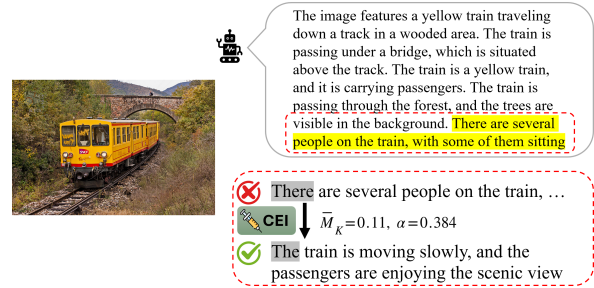 The image features a yellow train traveling
down a track in a wooded area. The train is
passing under a bridge, which is situated
above the track. The train is a yellow train,
and it is carrying passengers. The train is
passing through the forest, and the trees are
visible in the background. There are several
people on the train, with some of them sitting
There are several people on the train, …
CEI
M̅_K=0.11, α=0.384
The train is moving slowly, and the
passengers are enjoying the scenic view